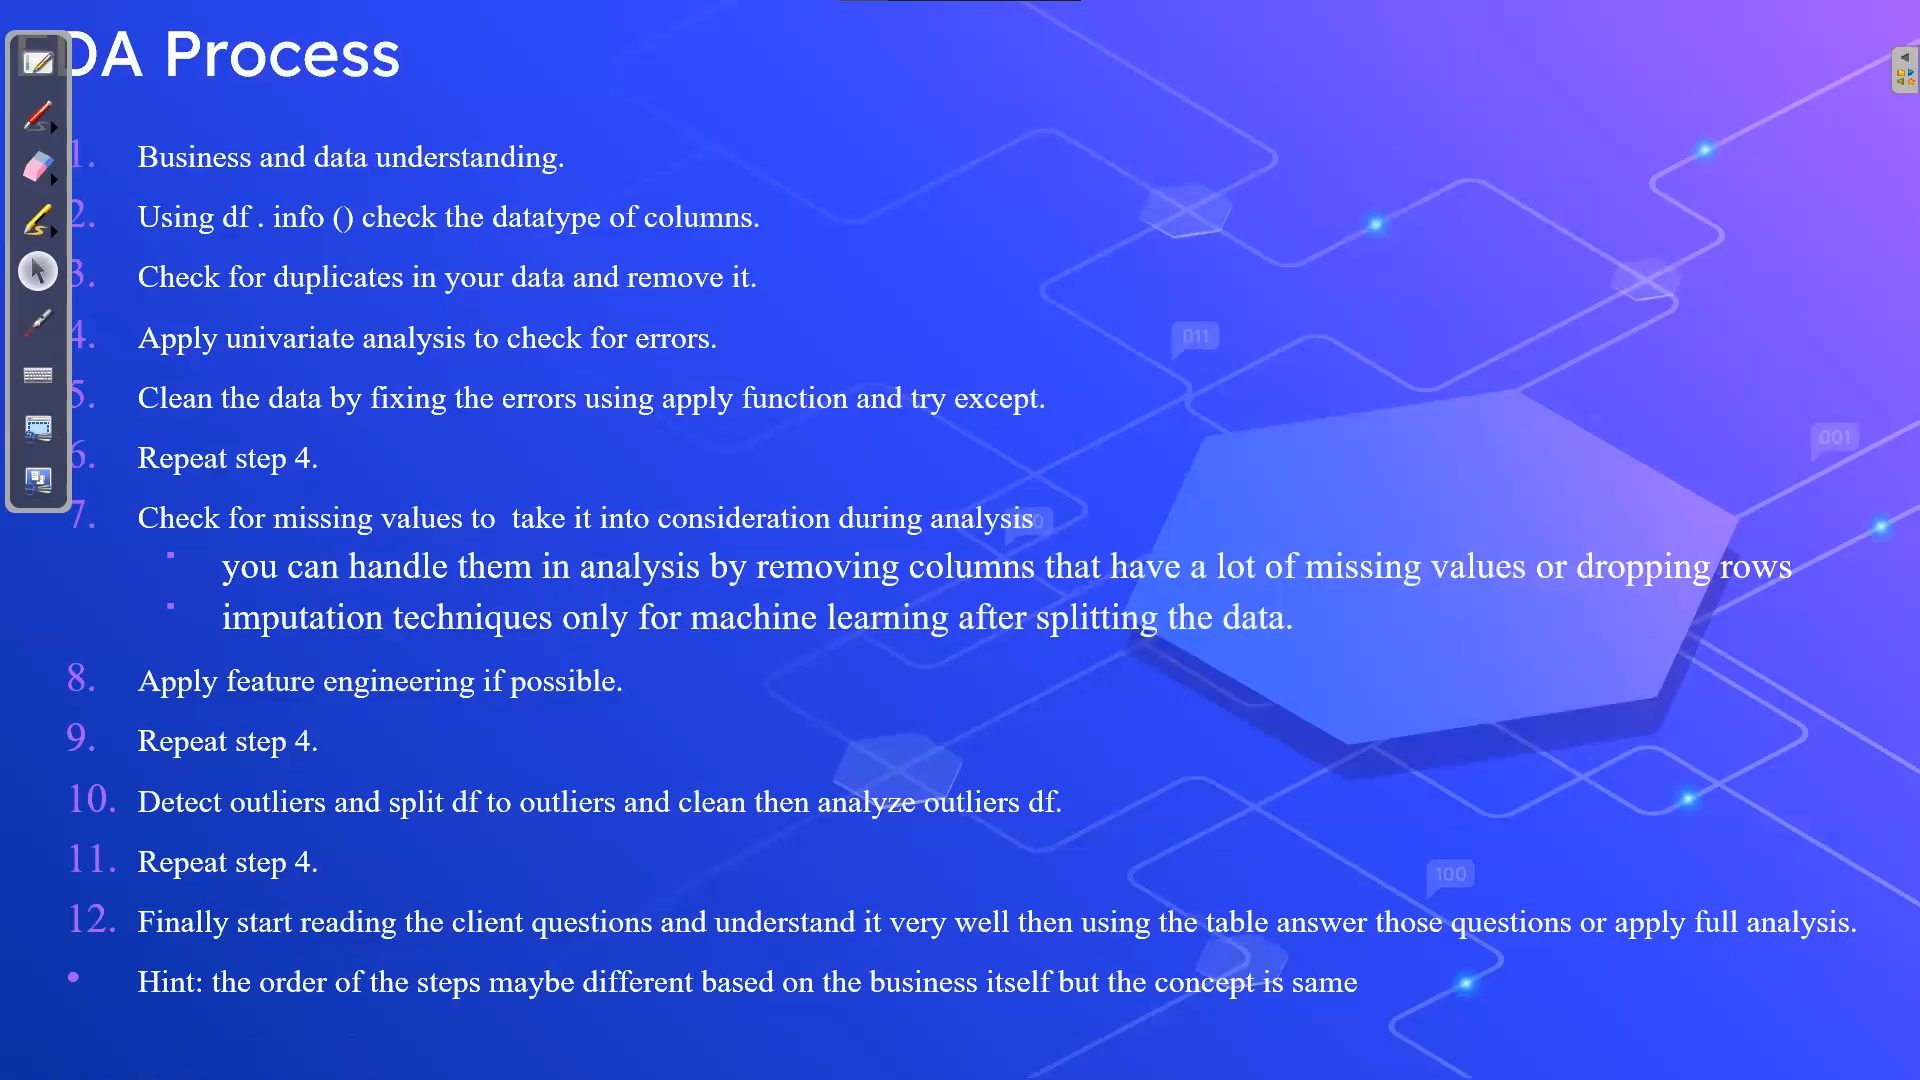 DA Process
1. Business and data understanding.
2. Using df . info () check the datatype of columns.
3. Check for duplicates in your data and remove it.
4. Apply univariate analysis to check for errors.
5. Clean the data by fixing the errors using apply function and try except.
6. Repeat step 4.
7. Check for missing values to  take it into consideration during analysis
▪ you can handle them in analysis by removing columns that have a lot of missing values or dropping rows
▪ imputation techniques only for machine learning after splitting the data.
8. Apply feature engineering if possible.
9. Repeat step 4.
10. Detect outliers and split df to outliers and clean then analyze outliers df.
11. Repeat step 4.
12. Finally start reading the client questions and understand it very well then using the table answer those questions or apply full analysis.
• Hint: the order of the steps maybe different based on the business itself but the concept is same
011
001
100